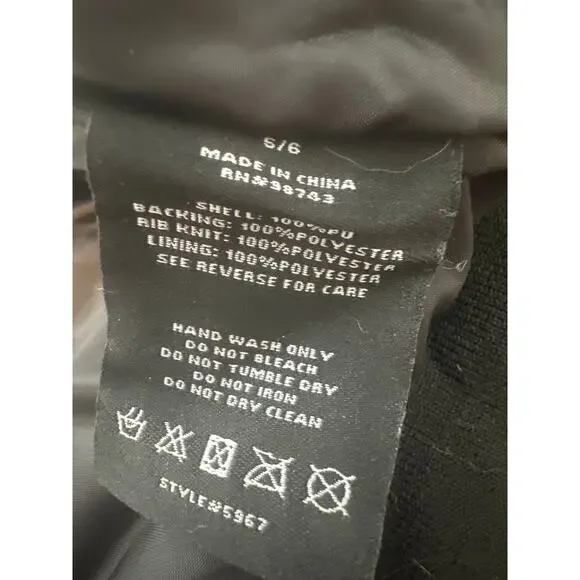 5/6
MADE IN CHINA
RN#98743
SHELL: 100%PU
BACKING: 100%POLYESTER
RIB KNIT: 100%POLYESTER
LINING: 100%POLYESTER
SEE REVERSE FOR CARE
HAND WASH ONLY
DO NOT BLEACH
DO NOT TUMBLE DRY
DO NOT IRON
DO NOT DRY CLEAN
STYLE#5967